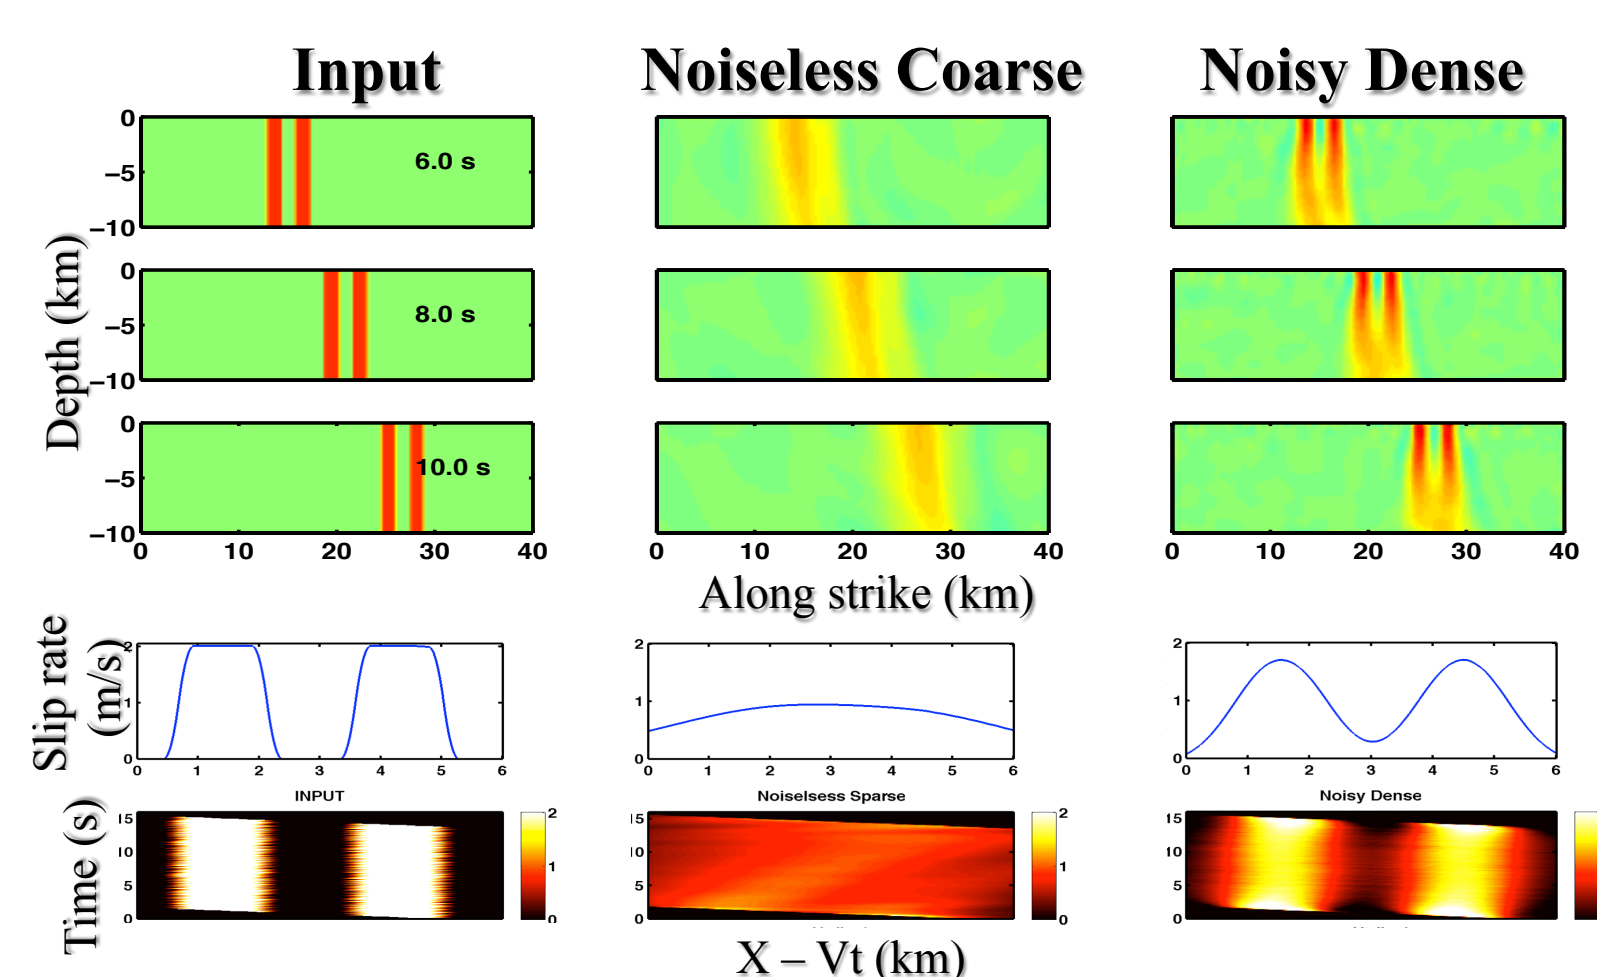 Input
Noiseless Coarse
Noisy Dense
0
−5
−10
6.0 s
0
−5
−10
8.0 s
0
−5
−10
10.0 s
Depth (km)
0 10 20 30 40
0 10 20 30 40
0 10 20 30 40
Along strike (km)
Slip rate
(m/s)
2
1
0
0 1 2 3 4 5 6
2
1
0
0 1 2 3 4 5 6
2
1
0
0 1 2 3 4 5 6
INPUT
Noiselsess Sparse
Noisy Dense
Time (s)
15
10
5
0
2
1
0
15
10
5
0
2
1
0
15
10
5
0
X – Vt (km)